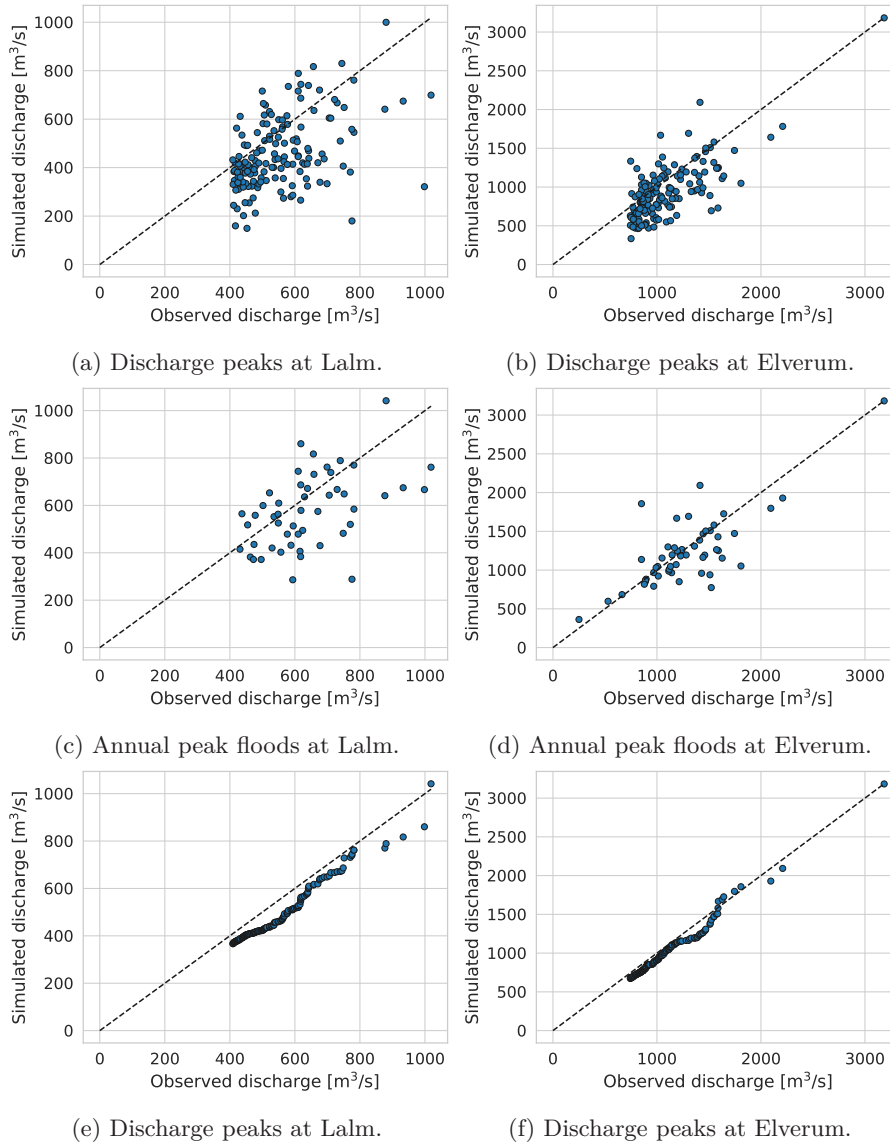 1000
800
600
400
200
0
Simulated discharge [m³/s]
0 200 400 600 800 1000
Observed discharge [m³/s]
3000
2500
2000
1500
1000
500
0
Simulated discharge [m³/s]
0 1000 2000 3000
Observed discharge [m³/s]
(a) Discharge peaks at Lalm.
(b) Discharge peaks at Elverum.
1000
800
600
400
200
0
Simulated discharge [m³/s]
0 200 400 600 800 1000
Observed discharge [m³/s]
3000
2500
2000
1500
1000
500
0
Simulated discharge [m³/s]
0 1000 2000 3000
Observed discharge [m³/s]
(c) Annual peak floods at Lalm.
(d) Annual peak floods at Elverum.
1000
800
600
400
200
0
Simulated discharge [m³/s]
0 200 400 600 800 1000
Observed discharge [m³/s]
3000
2500
2000
1500
1000
500
0
Simulated discharge [m³/s]
0 1000 2000 3000
Observed discharge [m³/s]
(e) Discharge peaks at Lalm.
(f) Discharge peaks at Elverum.